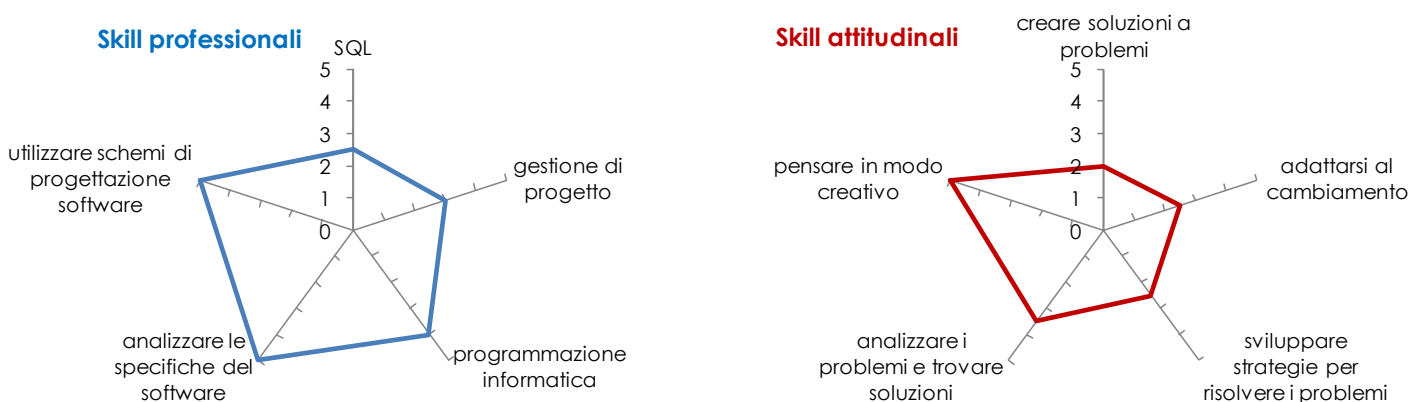 Skill professionali
SQL
5
4
3
2
1
0
gestione di
progetto
programmazione
informatica
analizzare le
specifiche del
software
utilizzare schemi di
progettazione
software
Skill attitudinali
creare soluzioni a
problemi
5
4
3
2
1
0
adattarsi al
cambiamento
sviluppare
strategie per
risolvere i problemi
analizzare i
problemi e trovare
soluzioni
pensare in modo
creativo